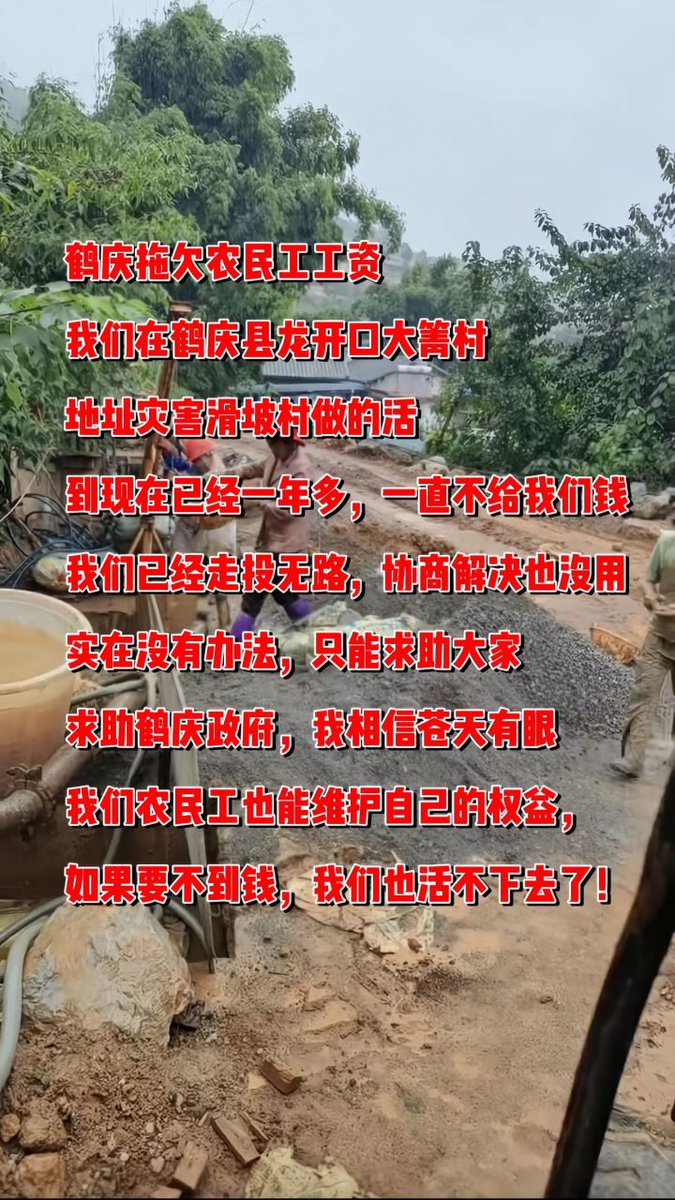 鹤庆拖欠农民工工资
我们在鹤庆县龙开口大箐村
地址灾害滑坡村做的活
到现在已经一年多，一直不给我们钱
我们已经走投无路，协商解决也没用
实在没有办法，只能求助大家
求助鹤庆政府，我相信苍天有眼
我们农民工也能维护自己的权益，
如果要不到钱，我们也活不下去了！